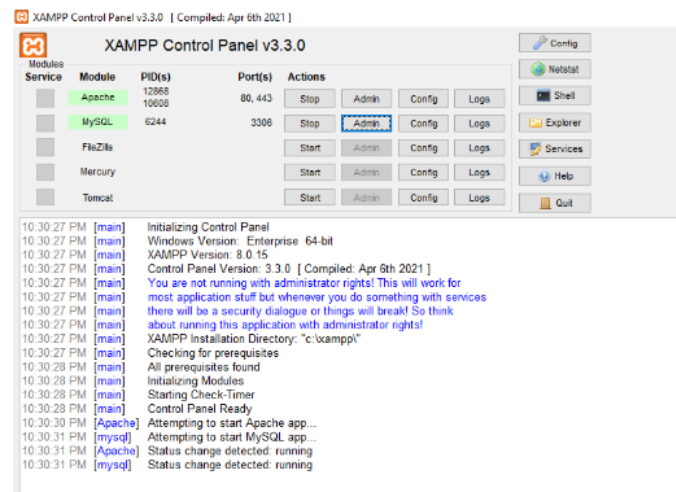 XAMPP Control Panel v3.3.0 [ Compiled: Apr 6th 2021 ]
XAMPP Control Panel v3.3.0
Config
Modules
Service Module PID(s) Port(s) Actions
Netstat
Apache 12868 10608 80, 443 Stop Admin Config Logs
Shell
MySQL 6244 3306 Stop Admin Config Logs
Explorer
FileZilla Start Admin Config Logs
Services
Mercury Start Admin Config Logs
Help
Tomcat Start Admin Config Logs
Quit
10:30:27 PM [main] Initializing Control Panel
10:30:27 PM [main] Windows Version: Enterprise 64-bit
10:30:27 PM [main] XAMPP Version: 8.0.15
10:30:27 PM [main] Control Panel Version: 3.3.0 [ Compiled: Apr 6th 2021 ]
10:30:27 PM [main] You are not running with administrator rights! This will work for
10:30:27 PM [main] most application stuff but whenever you do something with services
10:30:27 PM [main] there will be a security dialogue or things will break! So think
10:30:27 PM [main] about running this application with administrator rights!
10:30:27 PM [main] XAMPP Installation Directory: "c:\xampp\"
10:30:27 PM [main] Checking for prerequisites
10:30:28 PM [main] All prerequisites found
10:30:28 PM [main] Initializing Modules
10:30:28 PM [main] Starting Check-Timer
10:30:28 PM [main] Control Panel Ready
10:30:30 PM [Apache] Attempting to start Apache app...
10:30:31 PM [mysql] Attempting to start MySQL app...
10:30:31 PM [Apache] Status change detected: running
10:30:31 PM [mysql] Status change detected: running